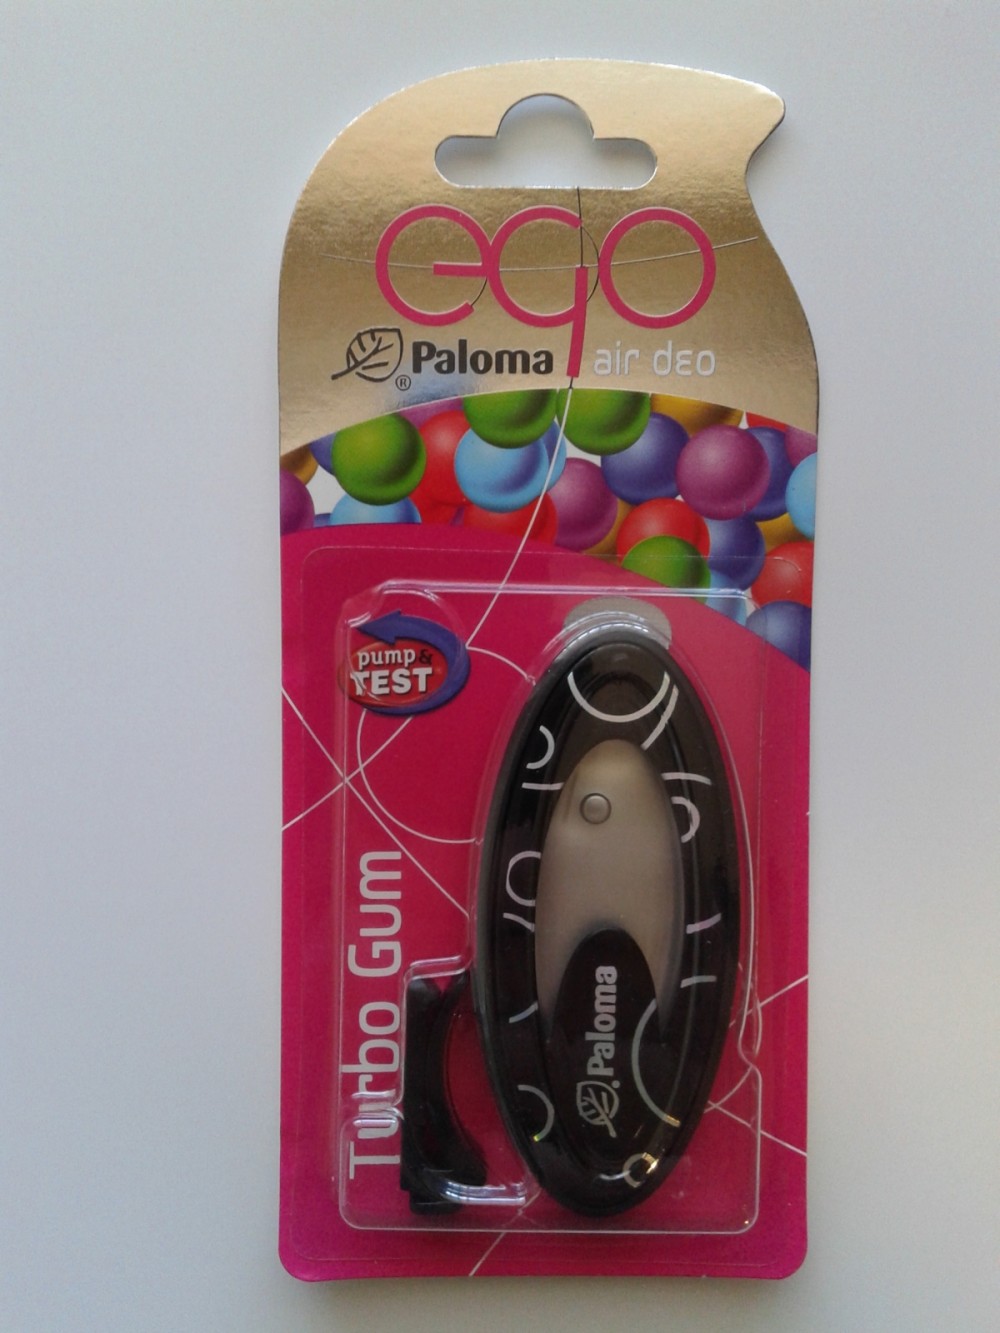 ego
Paloma air deo
®
pump &
TEST
Turbo Gum
Paloma